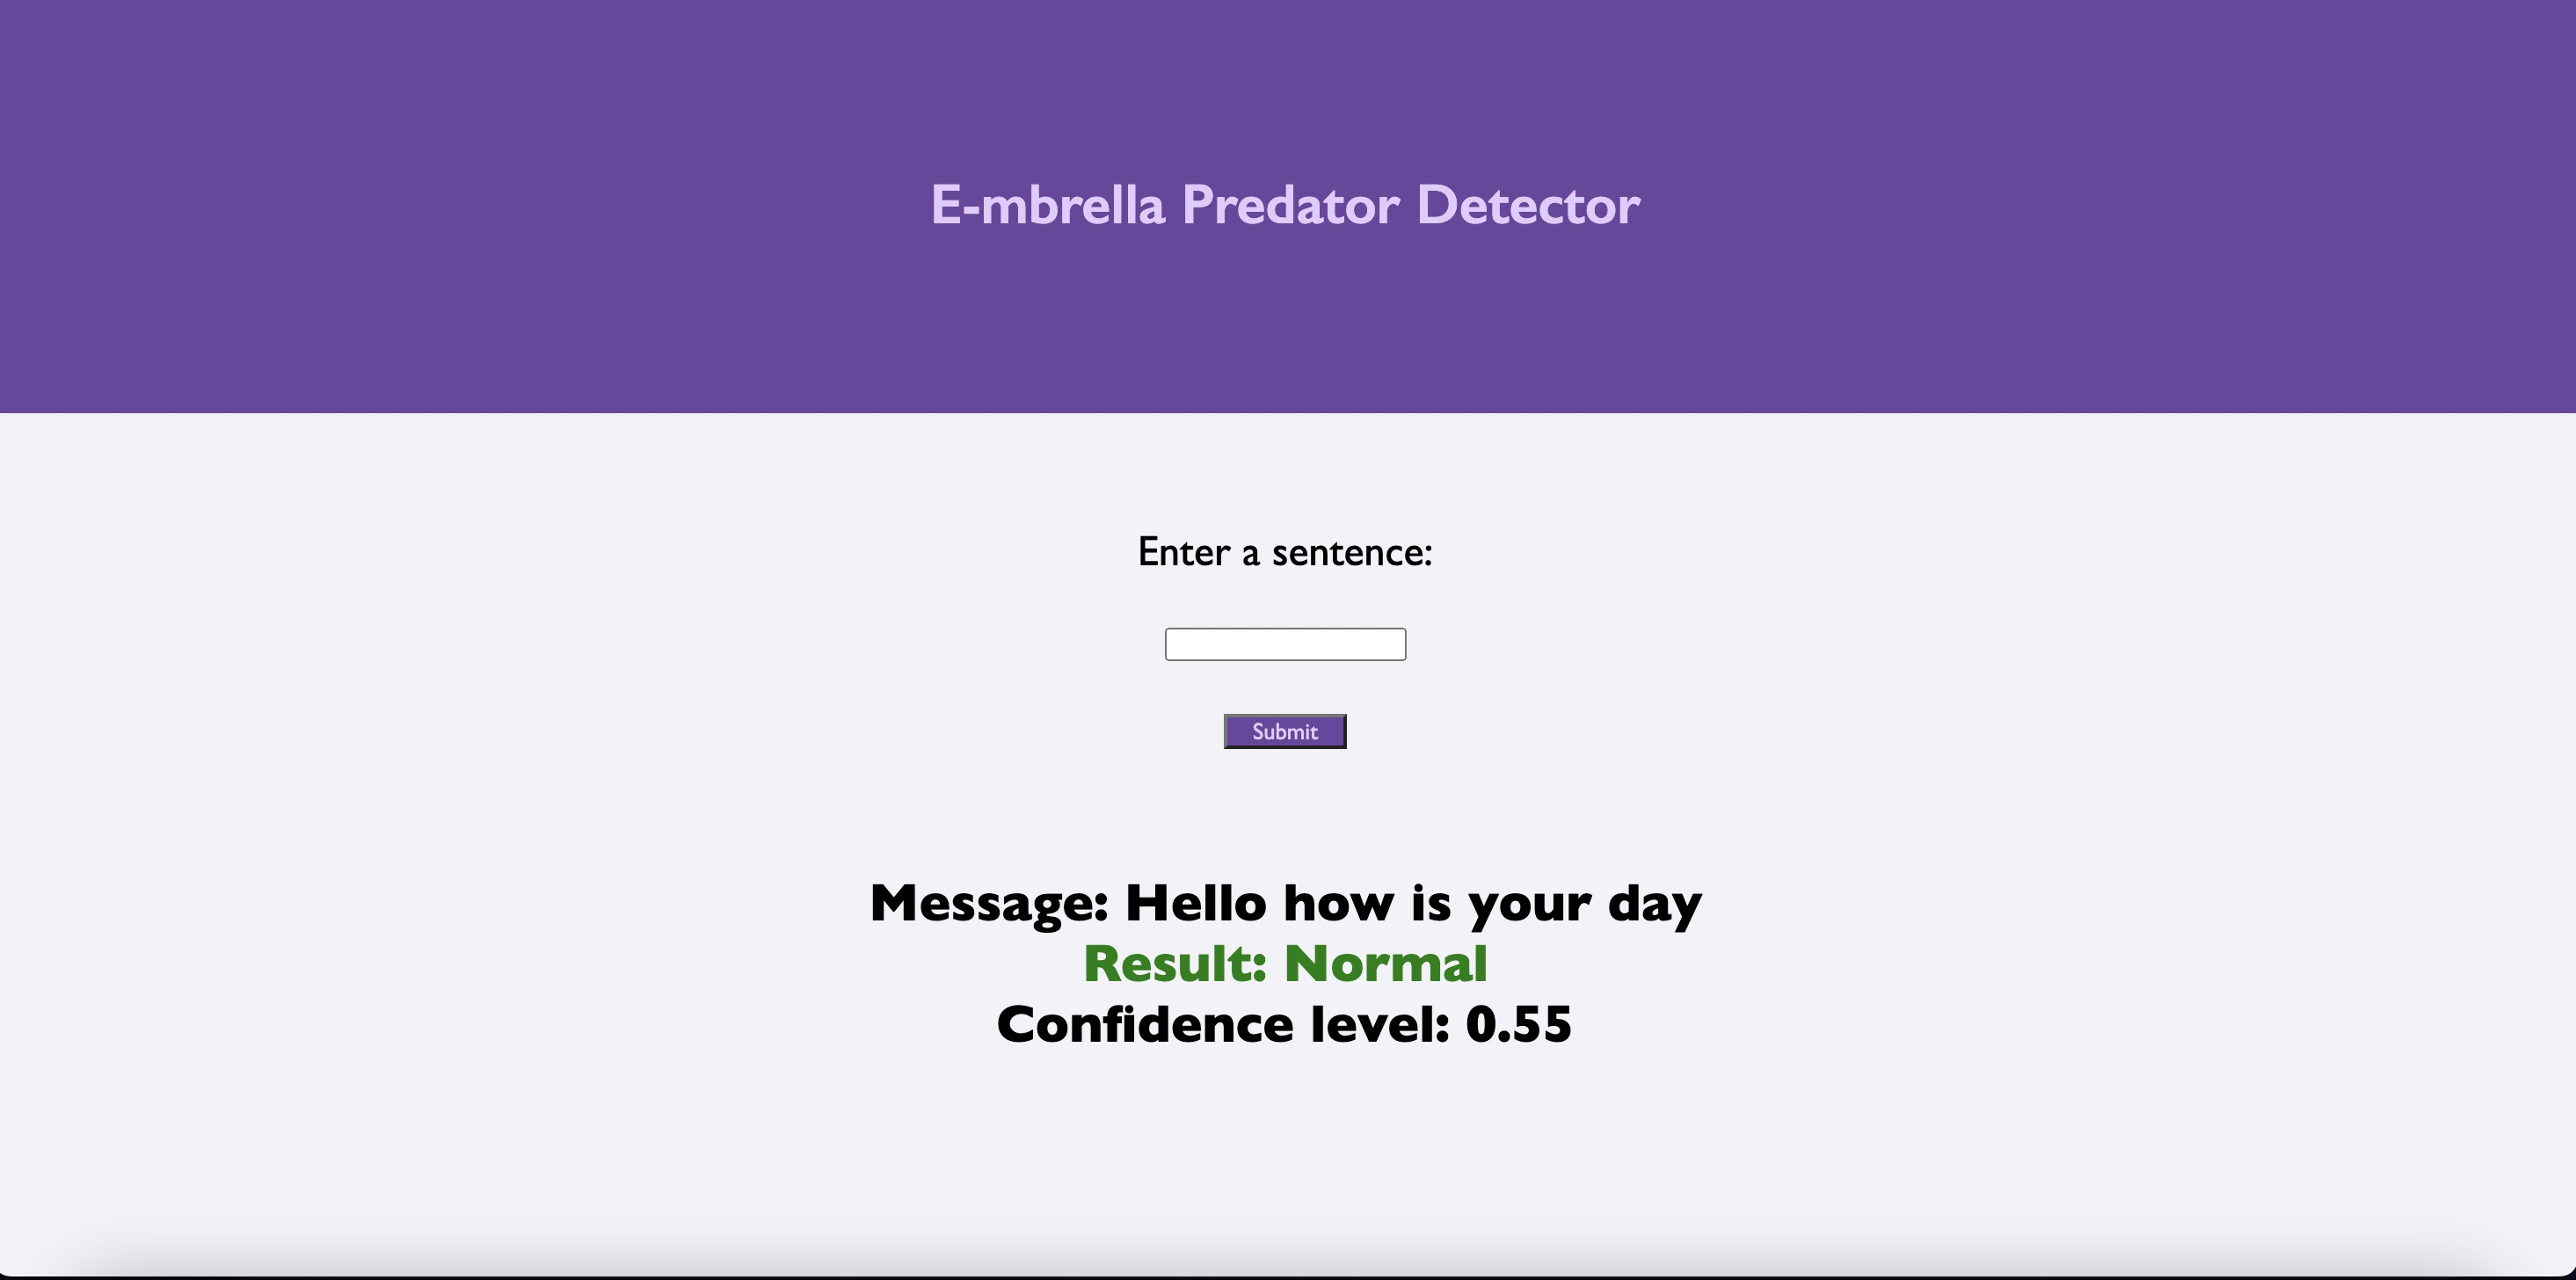 E-mbrella Predator Detector
Enter a sentence:
Submit
Message: Hello how is your day
Result: Normal
Confidence level: 0.55